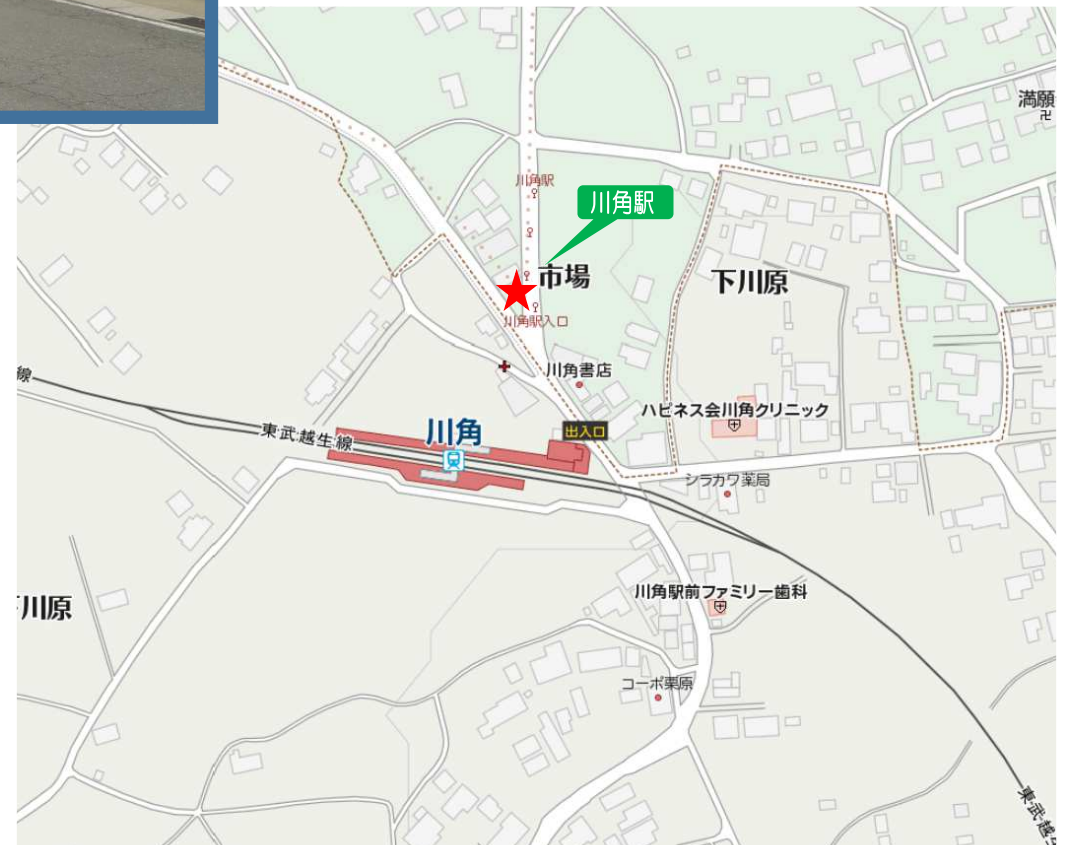 満願
川角駅
川角駅
市場
下川原
川角駅入口
川角書店
線
東武越生線
川角
出入口
ハピネス会川角クリニック
シラカワ薬局
川原
川角駅前ファミリー歯科
コーポ栗原
東武越生